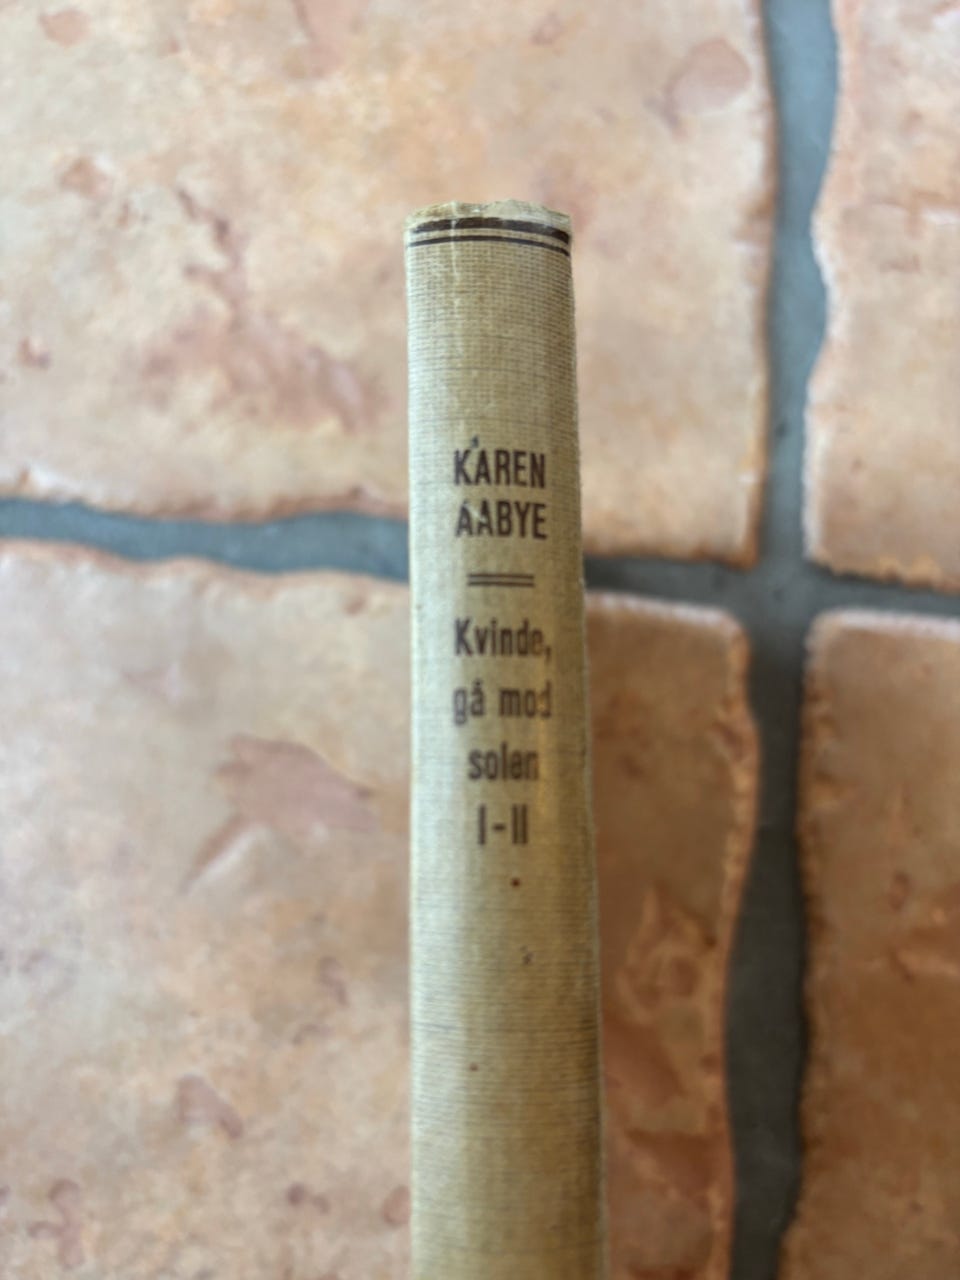 KAREN
AABYE
Kvinde,
gå mod
solen
I-II